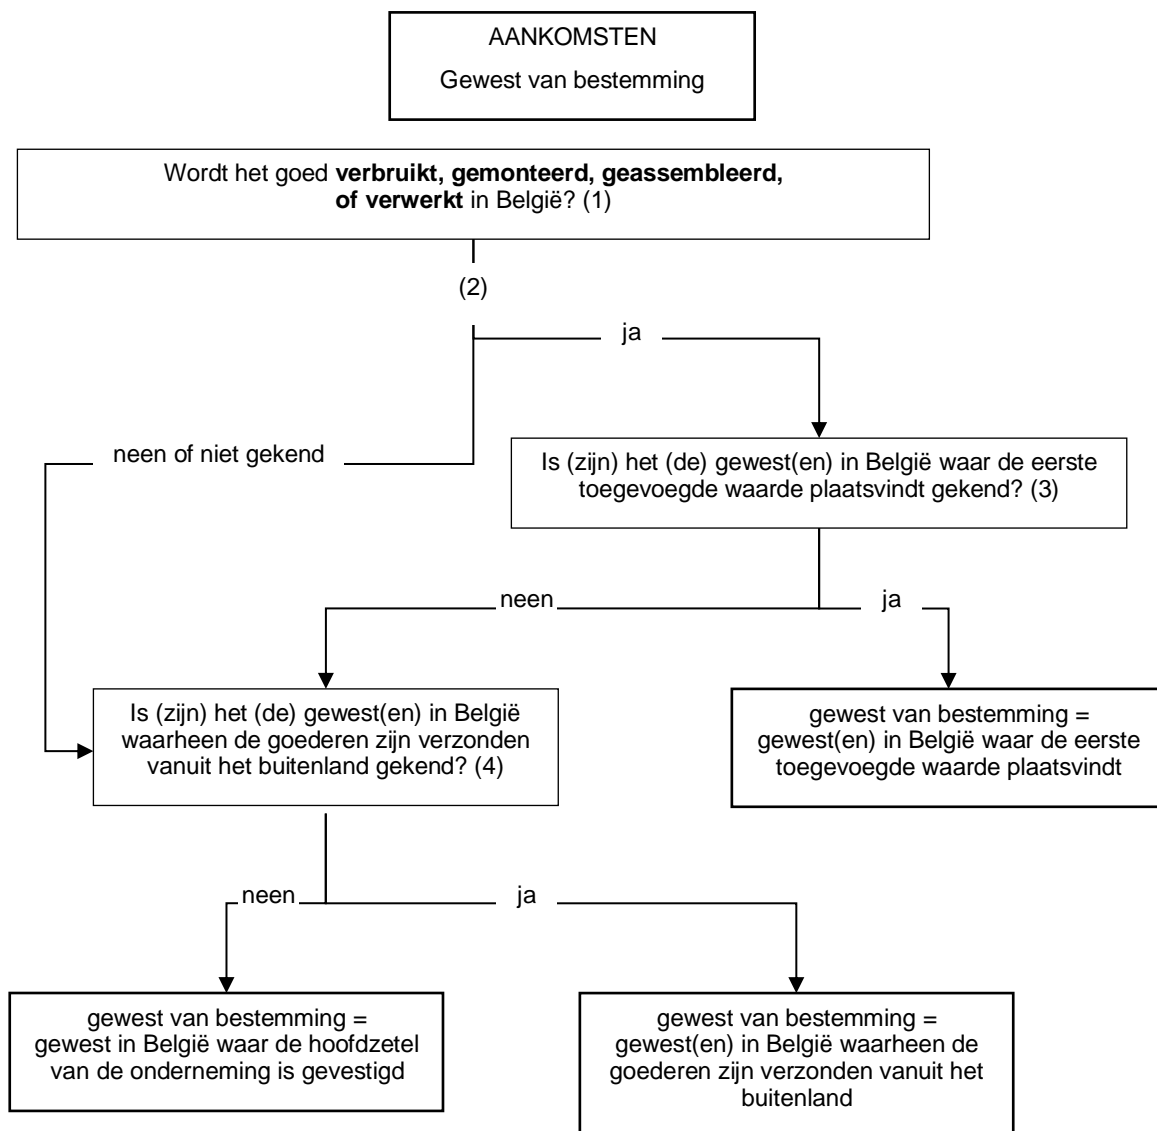 AANKOMSTEN
Gewest van bestemming
Wordt het goed verbruikt, gemonteerd, geassembleerd,
of verwerkt in België? (1)
(2)
ja
neen of niet gekend
Is (zijn) het (de) gewest(en) in België waar de eerste
toegevoegde waarde plaatsvindt gekend? (3)
neen
ja
Is (zijn) het (de) gewest(en) in België
waarheen de goederen zijn verzonden
vanuit het buitenland gekend? (4)
gewest van bestemming =
gewest(en) in België waar de eerste
toegevoegde waarde plaatsvindt
neen
ja
gewest van bestemming =
gewest in België waar de hoofdzetel
van de onderneming is gevestigd
gewest van bestemming =
gewest(en) in België waarheen de
goederen zijn verzonden vanuit het
buitenland